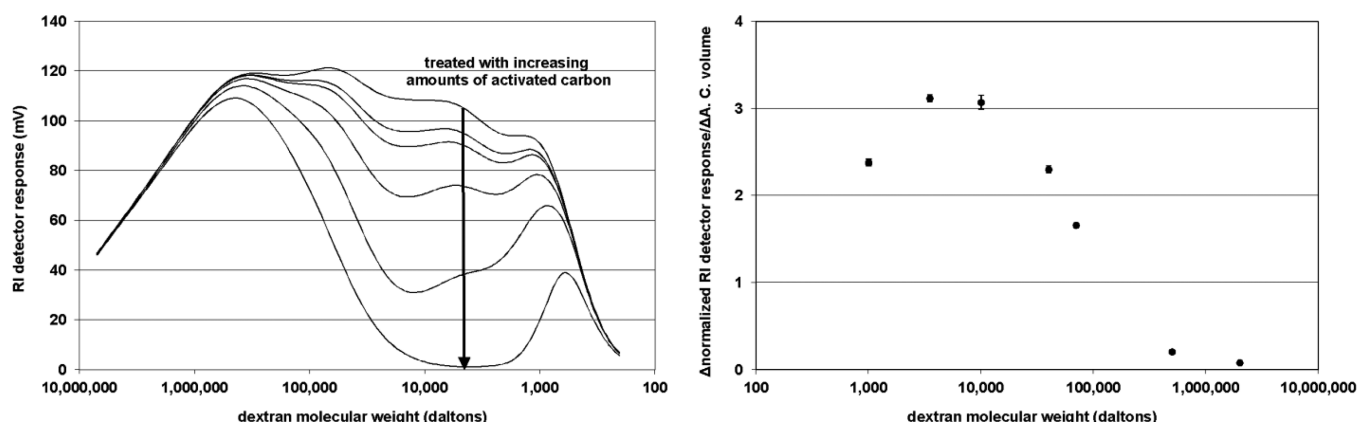 RI detector response (mV)
140
120
100
80
60
40
20
0
treated with increasing
amounts of activated carbon
10,000,000 1,000,000 100,000 10,000 1,000 100
dextran molecular weight (daltons)
Δnormalized RI detector response/ΔA. C. volume
4
3
2
1
0
100 1,000 10,000 100,000 1,000,000 10,000,000
dextran molecular weight (daltons)